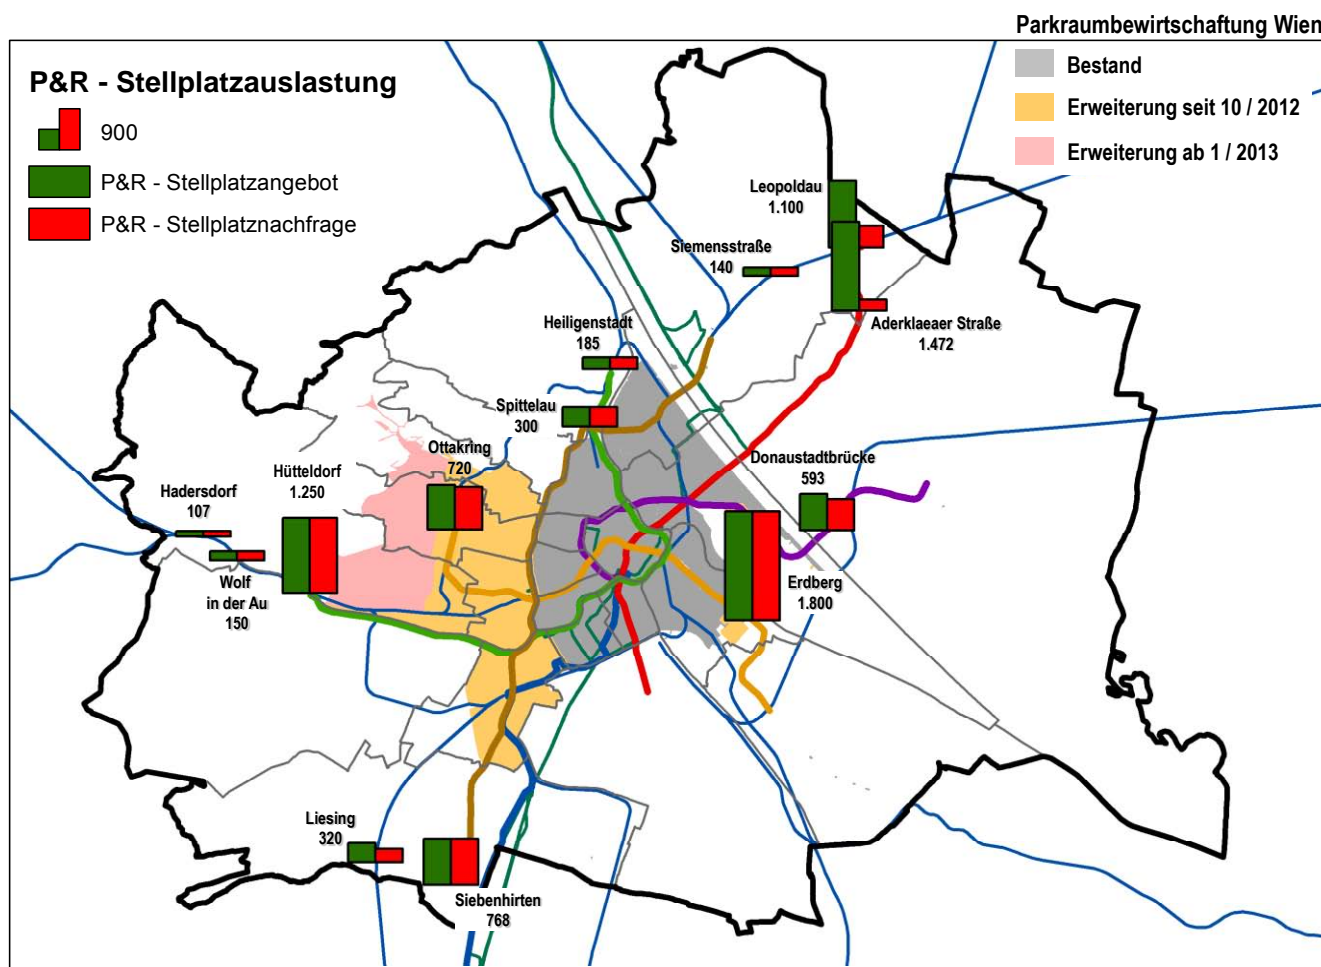 Parkraumbewirtschaftung Wien
Bestand
Erweiterung seit 10 / 2012
Erweiterung ab 1 / 2013
P&R - Stellplatzauslastung
900
P&R - Stellplatzangebot
P&R - Stellplatznachfrage
Leopoldau
1.100
Siemensstraße
140
Aderklaeaer Straße
1.472
Heiligenstadt
185
Spittelau
300
Ottakring
720
Donaustadtbrücke
593
Hütteldorf
1.250
Hadersdorf
107
Wolf
in der Au
150
Erdberg
1.800
Liesing
320
Siebenhirten
768